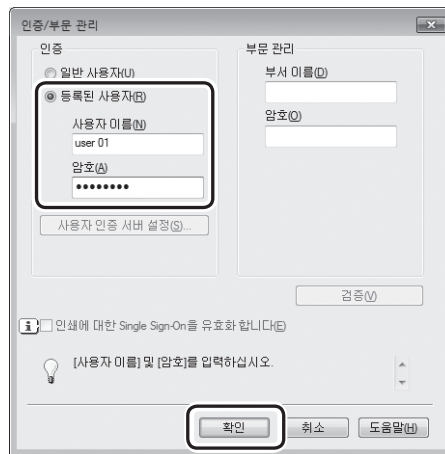 인증/부문 관리
인증
일반 사용자(U)
등록된 사용자(R)
사용자 이름(N)
user 01
암호(A)
••••••••
사용자 인증 서버 설정(S)...
부문 관리
부서 이름(D)
암호(O)
검증(V)
인쇄에 대한 Single Sign-On을 유효화 합니다(E)
[사용자 이름] 및 [암호]를 입력하십시오.
확인
취소
도움말(H)